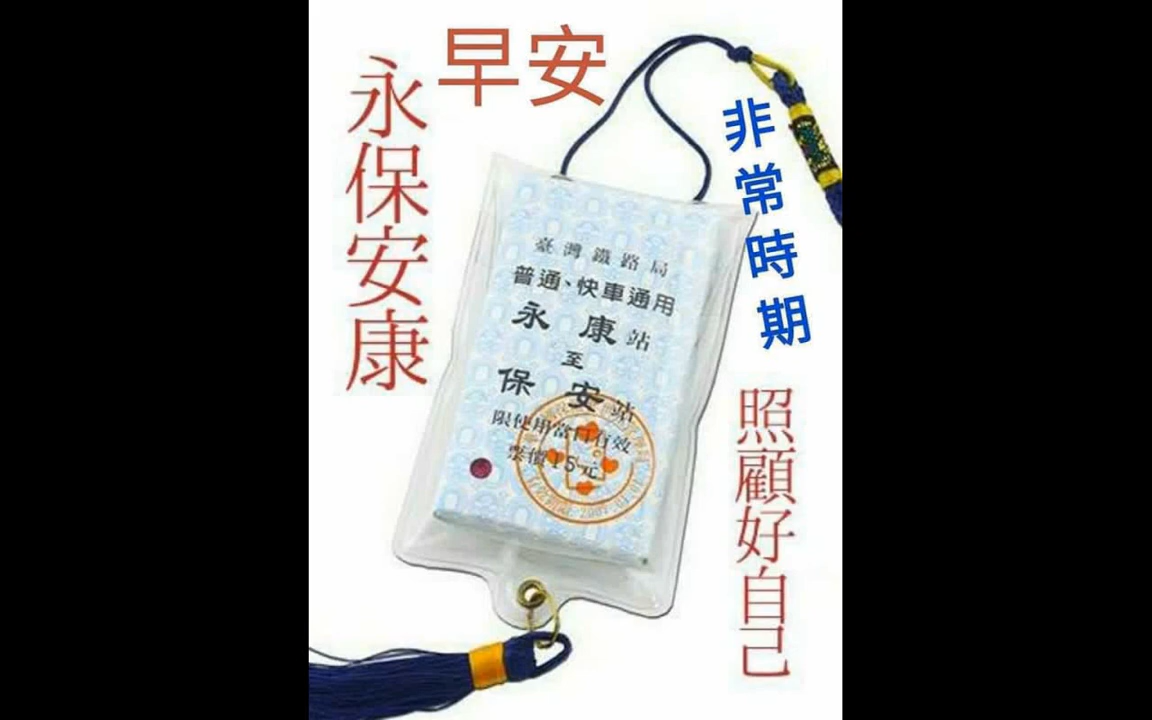 早安
永保安康
非常時期
臺灣鐵路局
普通、快車通用
永康站
至
保安站
限使用當日有效
票價15元
照顧好自己